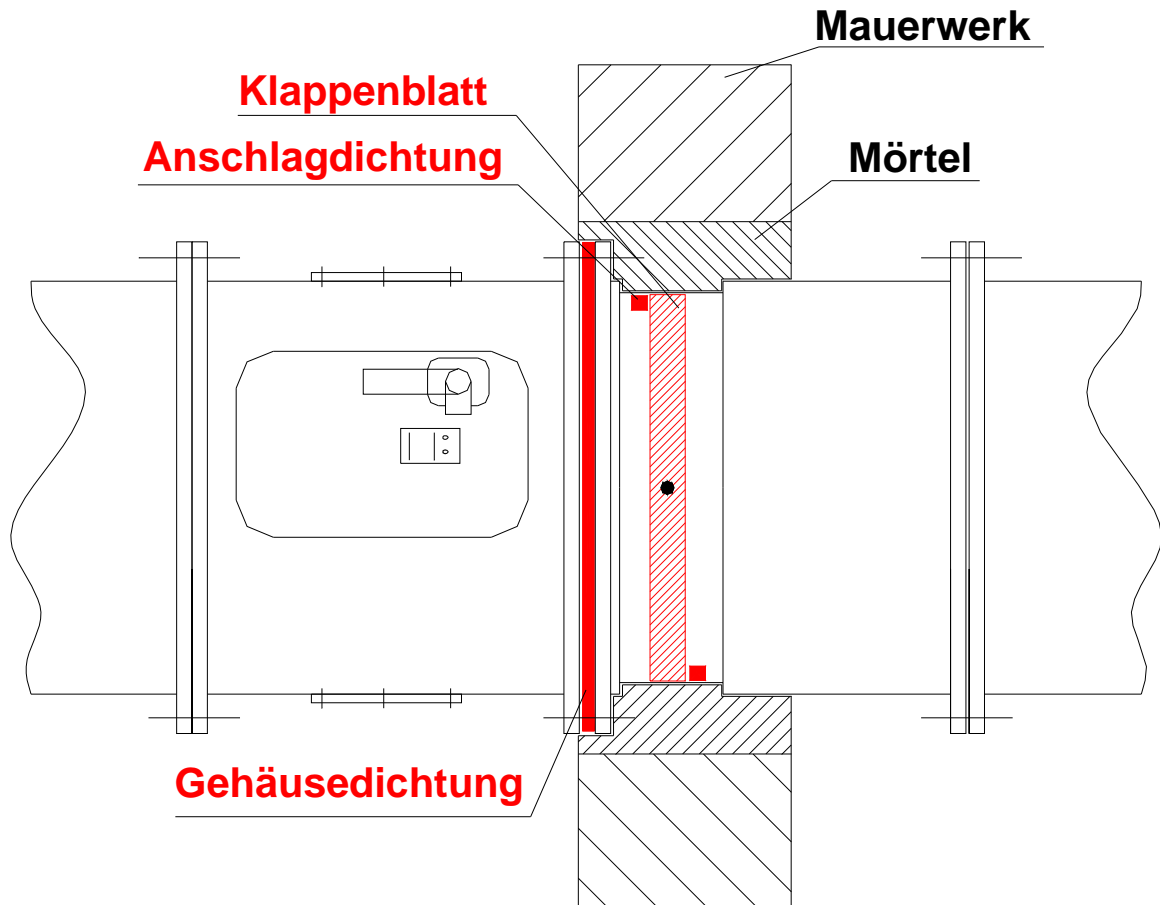 Mauerwerk
Klappenblatt
Anschlagdichtung
Mörtel
Gehäusedichtung